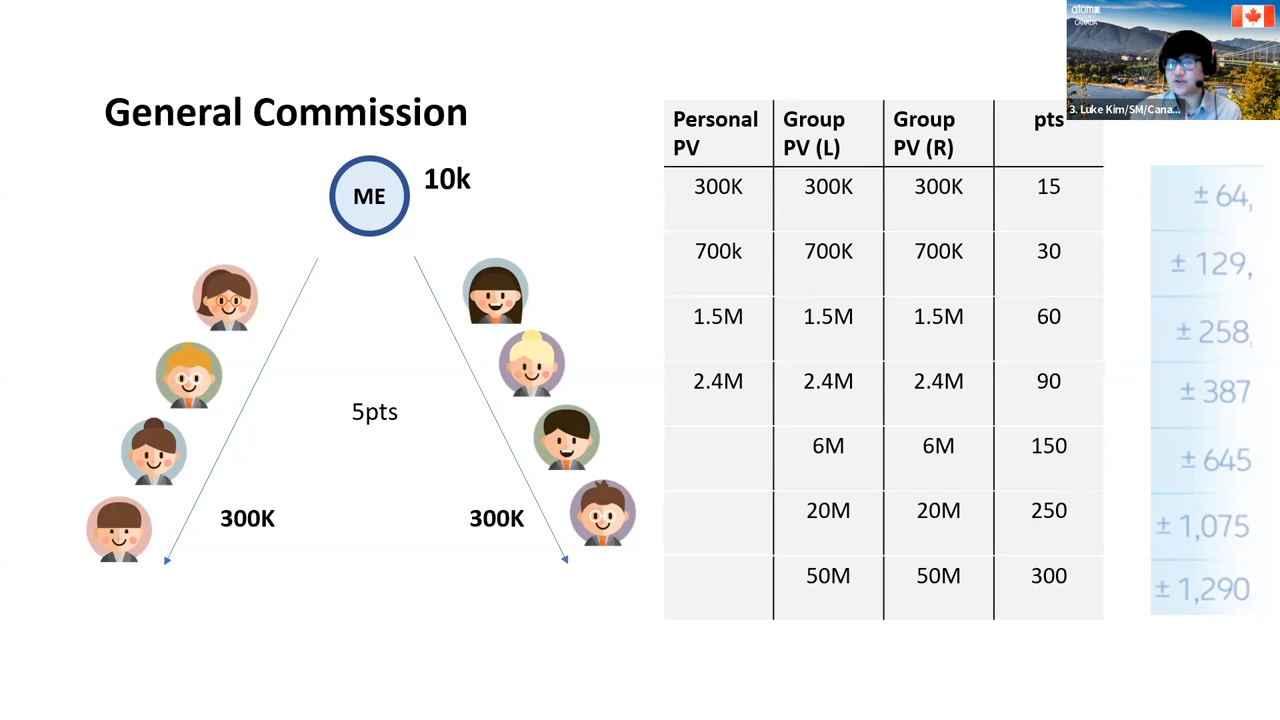 atomy
CANADA
3. Luke Kim/SM/Cana...
General Commission
ME
10k
5pts
300K
300K
Personal PV Group PV (L) Group PV (R) pts
300K 300K 300K 15
700k 700K 700K 30
1.5M 1.5M 1.5M 60
2.4M 2.4M 2.4M 90
6M 6M 150
20M 20M 250
50M 50M 300
± 64,
± 129,
± 258,
± 387
± 645
± 1,075
± 1,290